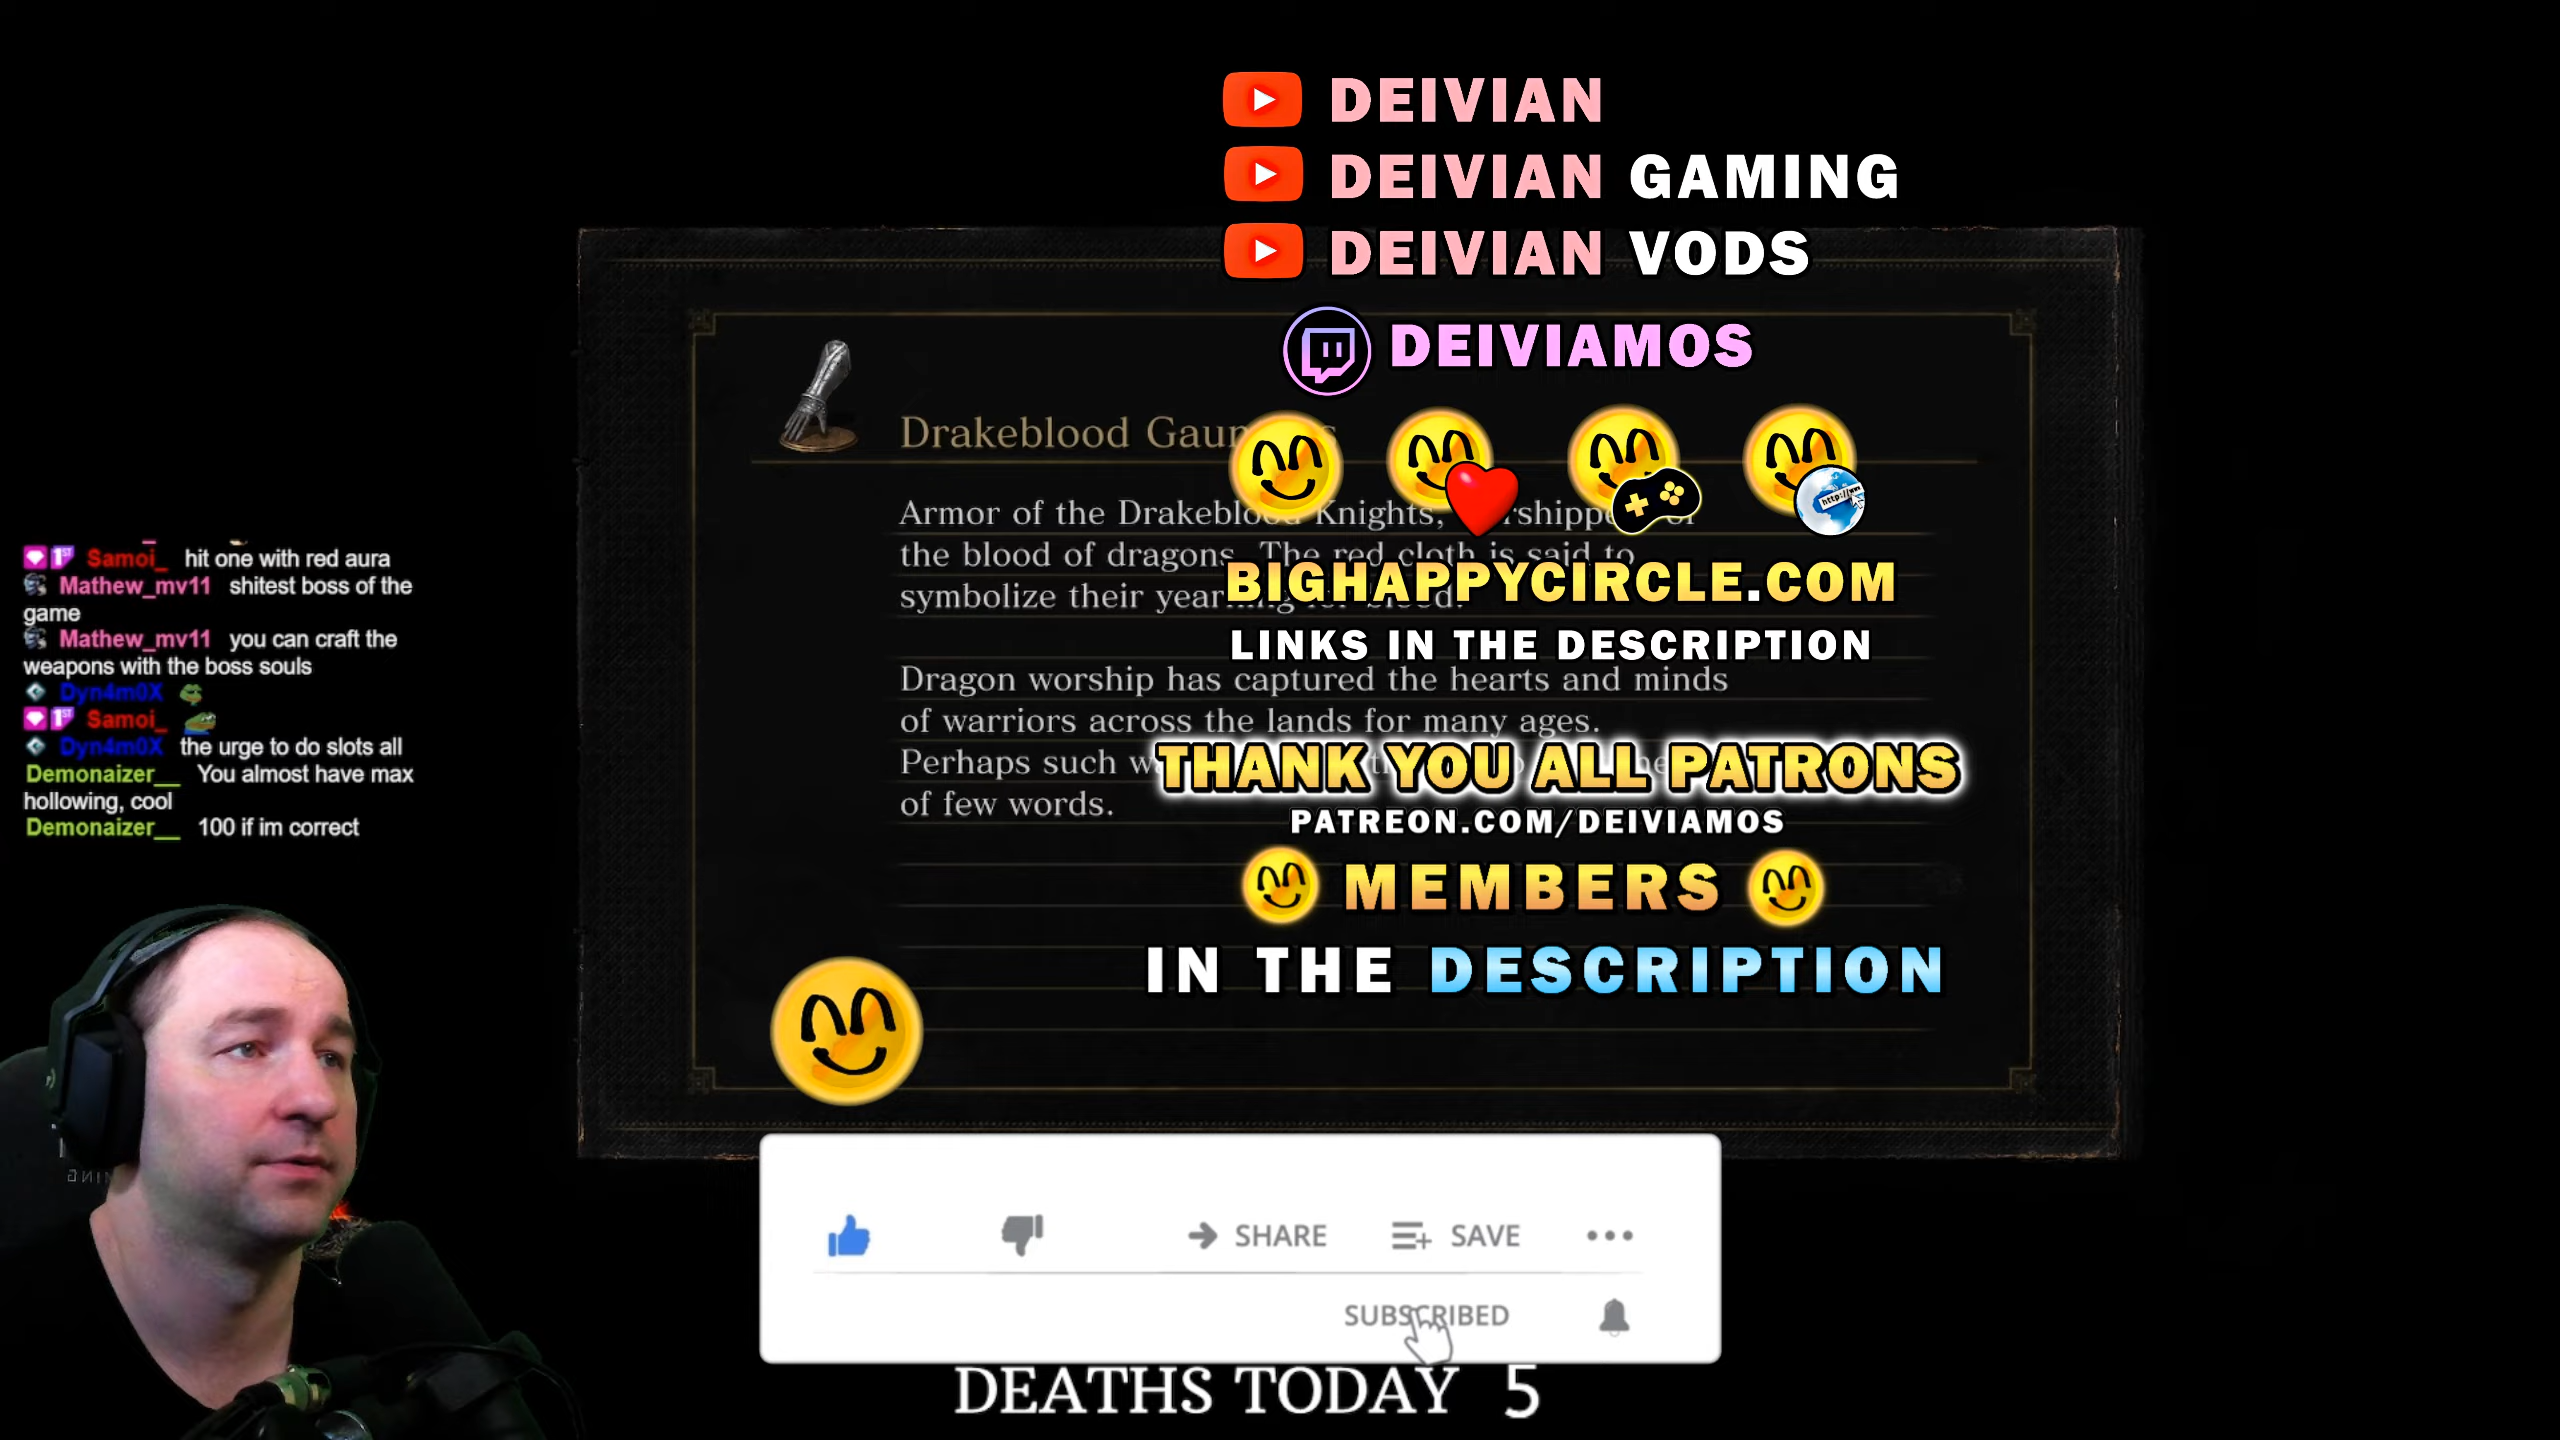 DEIVIAN
DEIVIAN GAMING
DEIVIAN VODS
DEIVIAMOS
Drakeblood
Armor of the Drakeblood Knights,
the blood of dragons. The red cloth is said to
symbolize their
BIGHAPPYCIRCLE.COM
LINKS IN THE DESCRIPTION
Dragon worship has captured the hearts and minds
of warriors across the lands for many ages.
Perhaps such
of few words.
THANK YOU ALL PATRONS
PATREON.COM/DEIVIAMOS
MEMBERS
IN THE DESCRIPTION
Samoi_ hit one with red aura
Mathew_mv11 shitest boss of the
game
Mathew_mv11 you can craft the
weapons with the boss souls
Dyn4m0X
Samoi_
Dyn4m0X the urge to do slots all
Demonaizer__ You almost have max
hollowing, cool
Demonaizer__ 100 if im correct
SHARE
SAVE
SUBSCRIBED
DEATHS TODAY 5